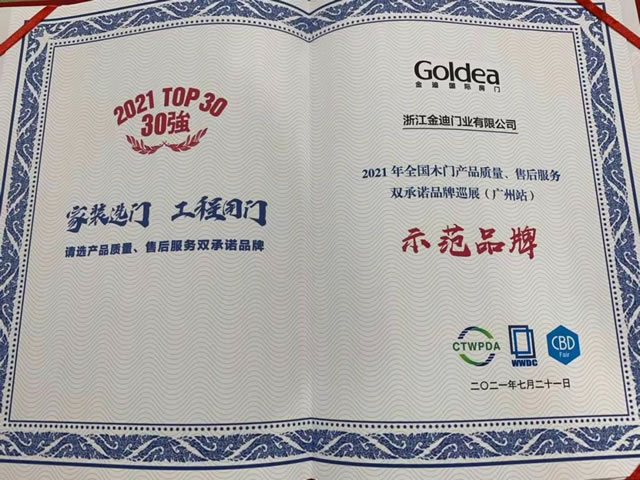 2021 TOP 30
30強
家装选门 工程用门
请选产品质量、售后服务双承诺品牌
Goldea
金迪国际房门
浙江金迪门业有限公司
2021年全国木门产品质量、售后服务
双承诺品牌巡展（广州站）
示范品牌
CTWPDA
WWDC
CBD
Fair
二〇二一年七月二十一日